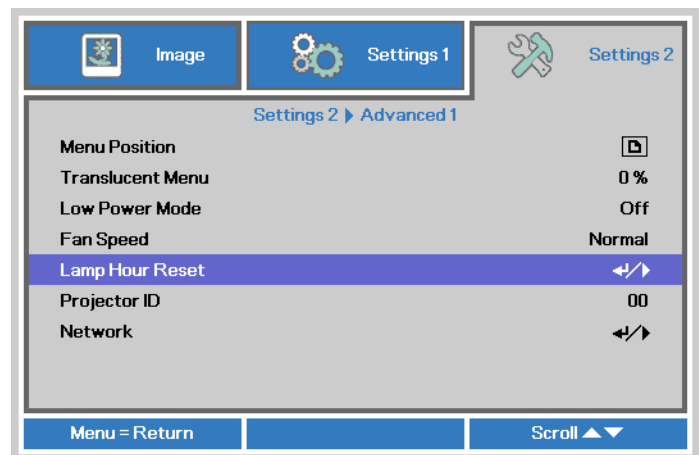 Image Settings 1 Settings 2
Settings 2 Advanced 1
Menu Position
Translucent Menu 0 %
Low Power Mode Off
Fan Speed Normal
Lamp Hour Reset
Projector ID 00
Network
Menu = Return Scroll